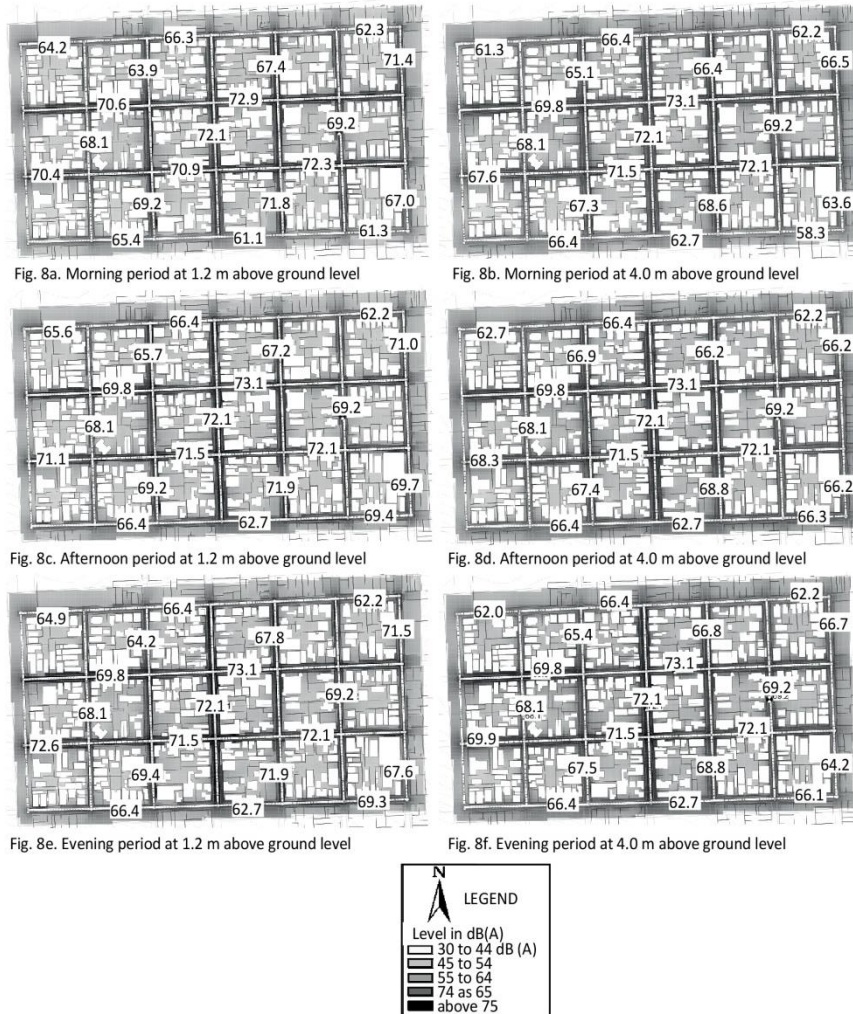 64.2 66.3 62.3
63.9 67.4 71.4
70.6 72.9
68.1 72.1 69.2
70.4 70.9 72.3
69.2 71.8 67.0
65.4 61.1 61.3
Fig. 8a. Morning period at 1.2 m above ground level
61.3 66.4 62.2
65.1 66.4 66.5
69.8 73.1
68.1 72.1 69.2
67.6 71.5 72.1
67.3 68.6 63.6
66.4 62.7 58.3
Fig. 8b. Morning period at 4.0 m above ground level
65.6 66.4 62.2
65.7 67.2 71.0
69.8 73.1
68.1 72.1 69.2
71.1 71.5 72.1
69.2 71.9 69.7
66.4 62.7 69.4
Fig. 8c. Afternoon period at 1.2 m above ground level
62.7 66.4 62.2
66.9 66.2 66.2
69.8 73.1
68.1 72.1 69.2
68.3 71.5 72.1
67.4 68.8 66.2
66.4 62.7 66.3
Fig. 8d. Afternoon period at 4.0 m above ground level
64.9 66.4 62.2
64.2 67.8 71.5
69.8 73.1
68.1 72.1 69.2
72.6 71.5 72.1
69.4 71.9 67.6
66.4 62.7 69.3
Fig. 8e. Evening period at 1.2 m above ground level
62.0 66.4 62.2
65.4 66.8 66.7
69.8 73.1
68.1 72.1 69.2
69.9 71.5 72.1
67.5 68.8 64.2
66.4 62.7 66.1
Fig. 8f. Evening period at 4.0 m above ground level
N
LEGEND
Level in dB(A)
30 to 44 dB (A)
45 to 54
55 to 64
74 as 65
above 75